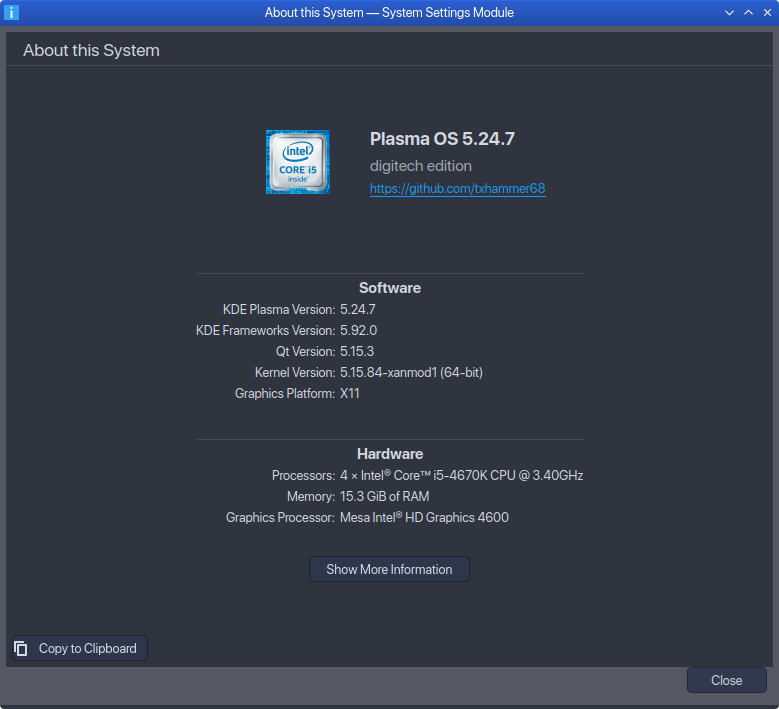 About this System — System Settings Module
About this System
intel
CORE i5
inside
Plasma OS 5.24.7
digitech edition
https://github.com/txhammer68
Software
KDE Plasma Version: 5.24.7
KDE Frameworks Version: 5.92.0
Qt Version: 5.15.3
Kernel Version: 5.15.84-xanmod1 (64-bit)
Graphics Platform: X11
Hardware
Processors: 4 × Intel® Core™ i5-4670K CPU @ 3.40GHz
Memory: 15.3 GiB of RAM
Graphics Processor: Mesa Intel® HD Graphics 4600
Show More Information
Copy to Clipboard
Close